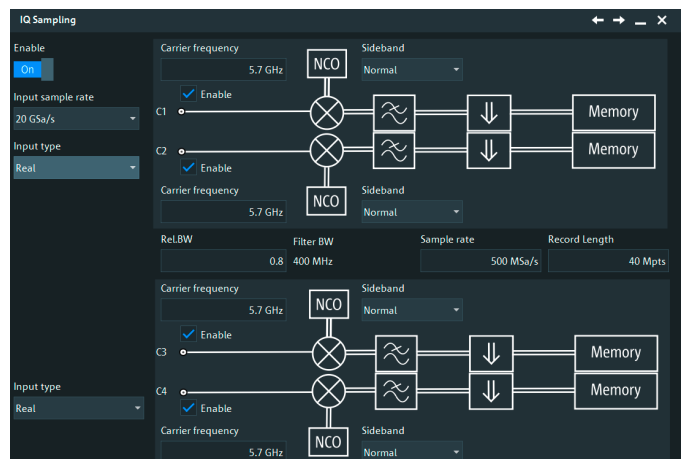 IQ Sampling
Enable
On
Input sample rate
20 GSa/s
Input type
Real
Carrier frequency
5.7 GHz
NCO
Sideband
Normal
Enable
C1
Memory
C2
Memory
Enable
Carrier frequency
5.7 GHz
NCO
Sideband
Normal
Rel.BW
0.8
Filter BW
400 MHz
Sample rate
500 MSa/s
Record Length
40 Mpts
Carrier frequency
5.7 GHz
NCO
Sideband
Normal
Enable
C3
Memory
Input type
Real
C4
Memory
Enable
Carrier frequency
5.7 GHz
NCO
Sideband
Normal